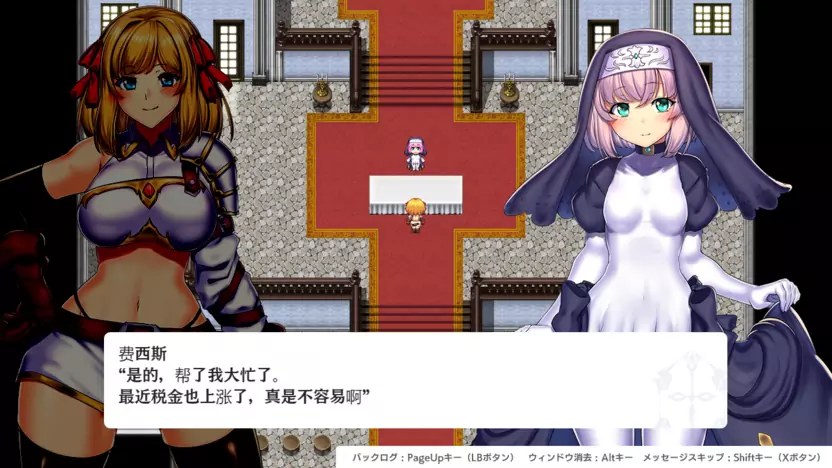 费西斯
“是的，帮了我大忙了。
最近税金也上涨了，真是不容易啊”
バックログ：PageUpキー（LBボタン）　ウィンドウ消去：Altキー　メッセージスキップ：Shiftキー（Xボタン）